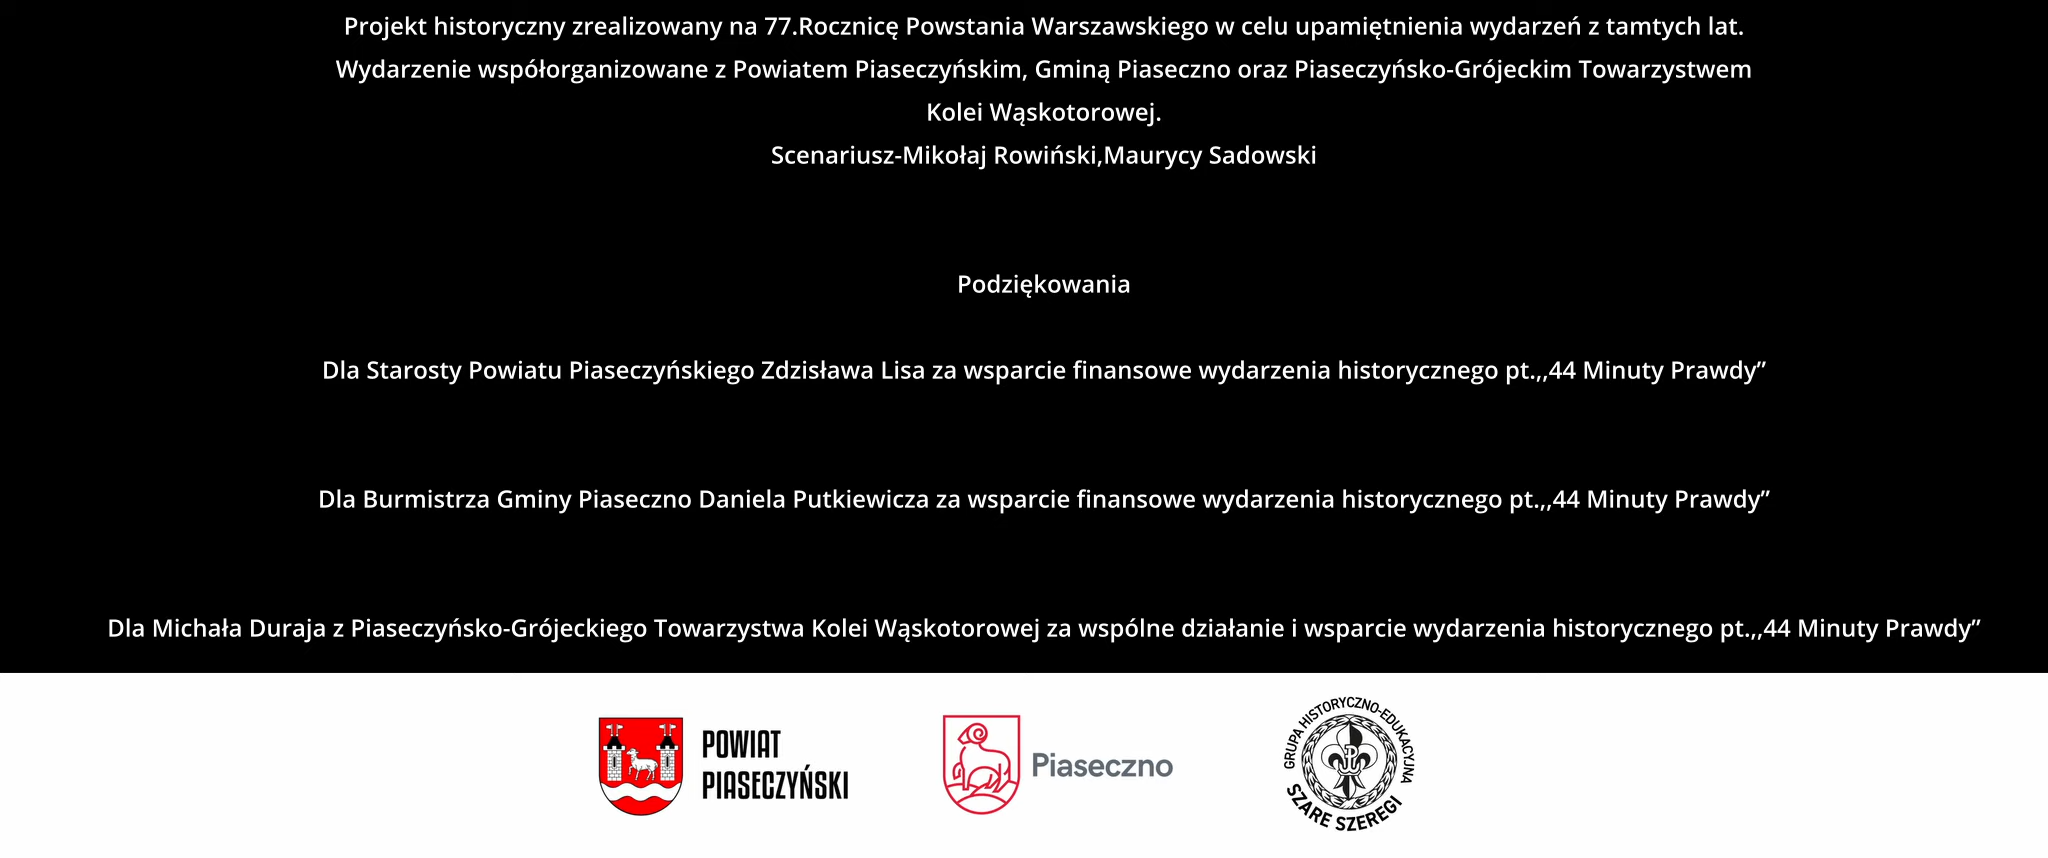 Projekt historyczny zrealizowany na 77.Rocznicę Powstania Warszawskiego w celu upamiętnienia wydarzeń z tamtych lat.
Wydarzenie współorganizowane z Powiatem Piaseczyńskim, Gminą Piaseczno oraz Piaseczyńsko-Grójeckim Towarzystwem
Kolei Wąskotorowej.
Scenariusz-Mikołaj Rowiński,Maurycy Sadowski
Podziękowania
Dla Starosty Powiatu Piaseczyńskiego Zdzisława Lisa za wsparcie finansowe wydarzenia historycznego pt.,,44 Minuty Prawdy”
Dla Burmistrza Gminy Piaseczno Daniela Putkiewicza za wsparcie finansowe wydarzenia historycznego pt.,,44 Minuty Prawdy”
Dla Michała Duraja z Piaseczyńsko-Grójeckiego Towarzystwa Kolei Wąskotorowej za wspólne działanie i wsparcie wydarzenia historycznego pt.,,44 Minuty Prawdy”
POWIAT
PIASECZYŃSKI
Piaseczno
GRUPA HISTORYCZNO-EDUKACYJNA
SZARE SZEREGI